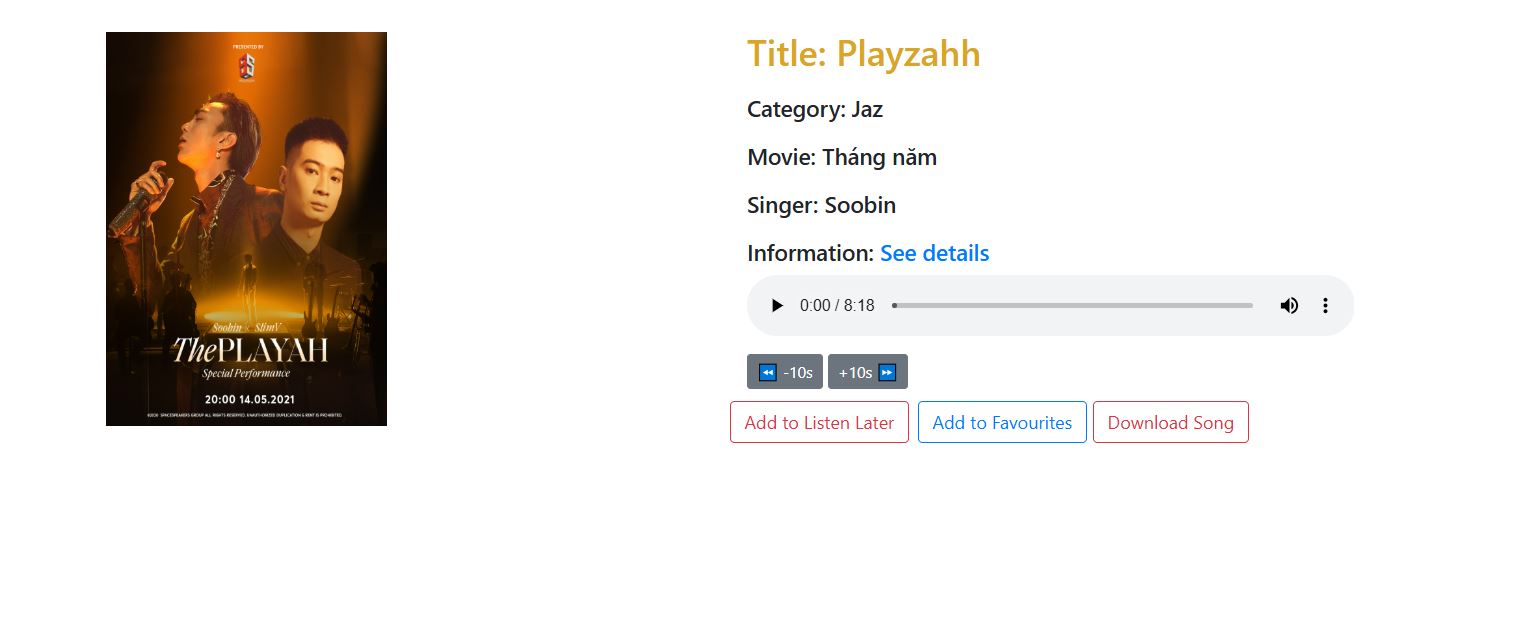 PRESENTED BY
Soobin x SlimV
The PLAYAH
Special Performance
20:00 14.05.2021
Title: Playzahh
Category: Jaz
Movie: Tháng năm
Singer: Soobin
Information: See details
0:00 / 8:18
-10s +10s
Add to Listen Later Add to Favourites Download Song